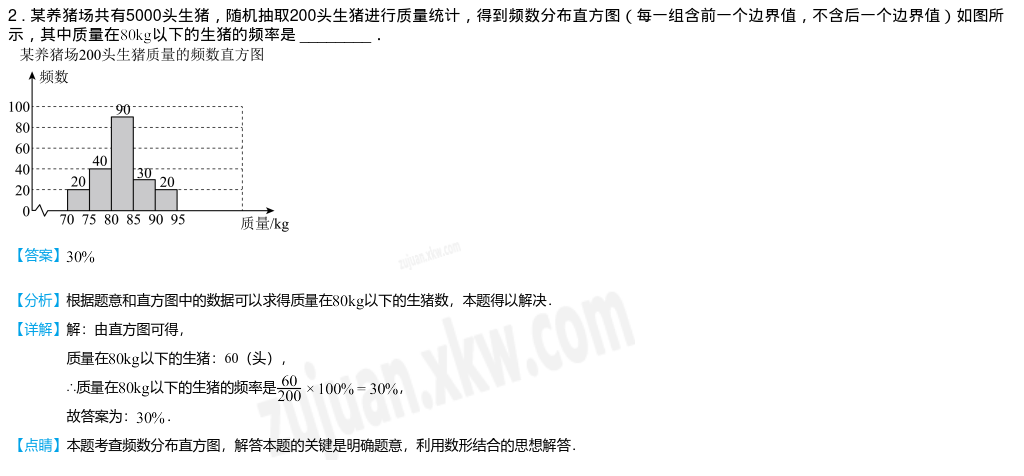 2．某养猪场共有5000头生猪，随机抽取200头生猪进行质量统计，得到频数分布直方图（每一组含前一个边界值，不含后一个边界值）如图所
示，其中质量在80kg以下的生猪的频率是 ________．
某养猪场200头生猪质量的频数直方图
频数
100
90
80
60
40
40
30
20
20
20
0
70 75 80 85 90 95
质量/kg
【答案】30%
zujuan.xkw.com
【分析】根据题意和直方图中的数据可以求得质量在80kg以下的生猪数，本题得以解决．
【详解】解：由直方图可得，
质量在80kg以下的生猪：60（头），
∴质量在80kg以下的生猪的频率是60/200 × 100% = 30%，
故答案为：30%．
zujuan.xkw.com
【点睛】本题考查频数分布直方图，解答本题的关键是明确题意，利用数形结合的思想解答．